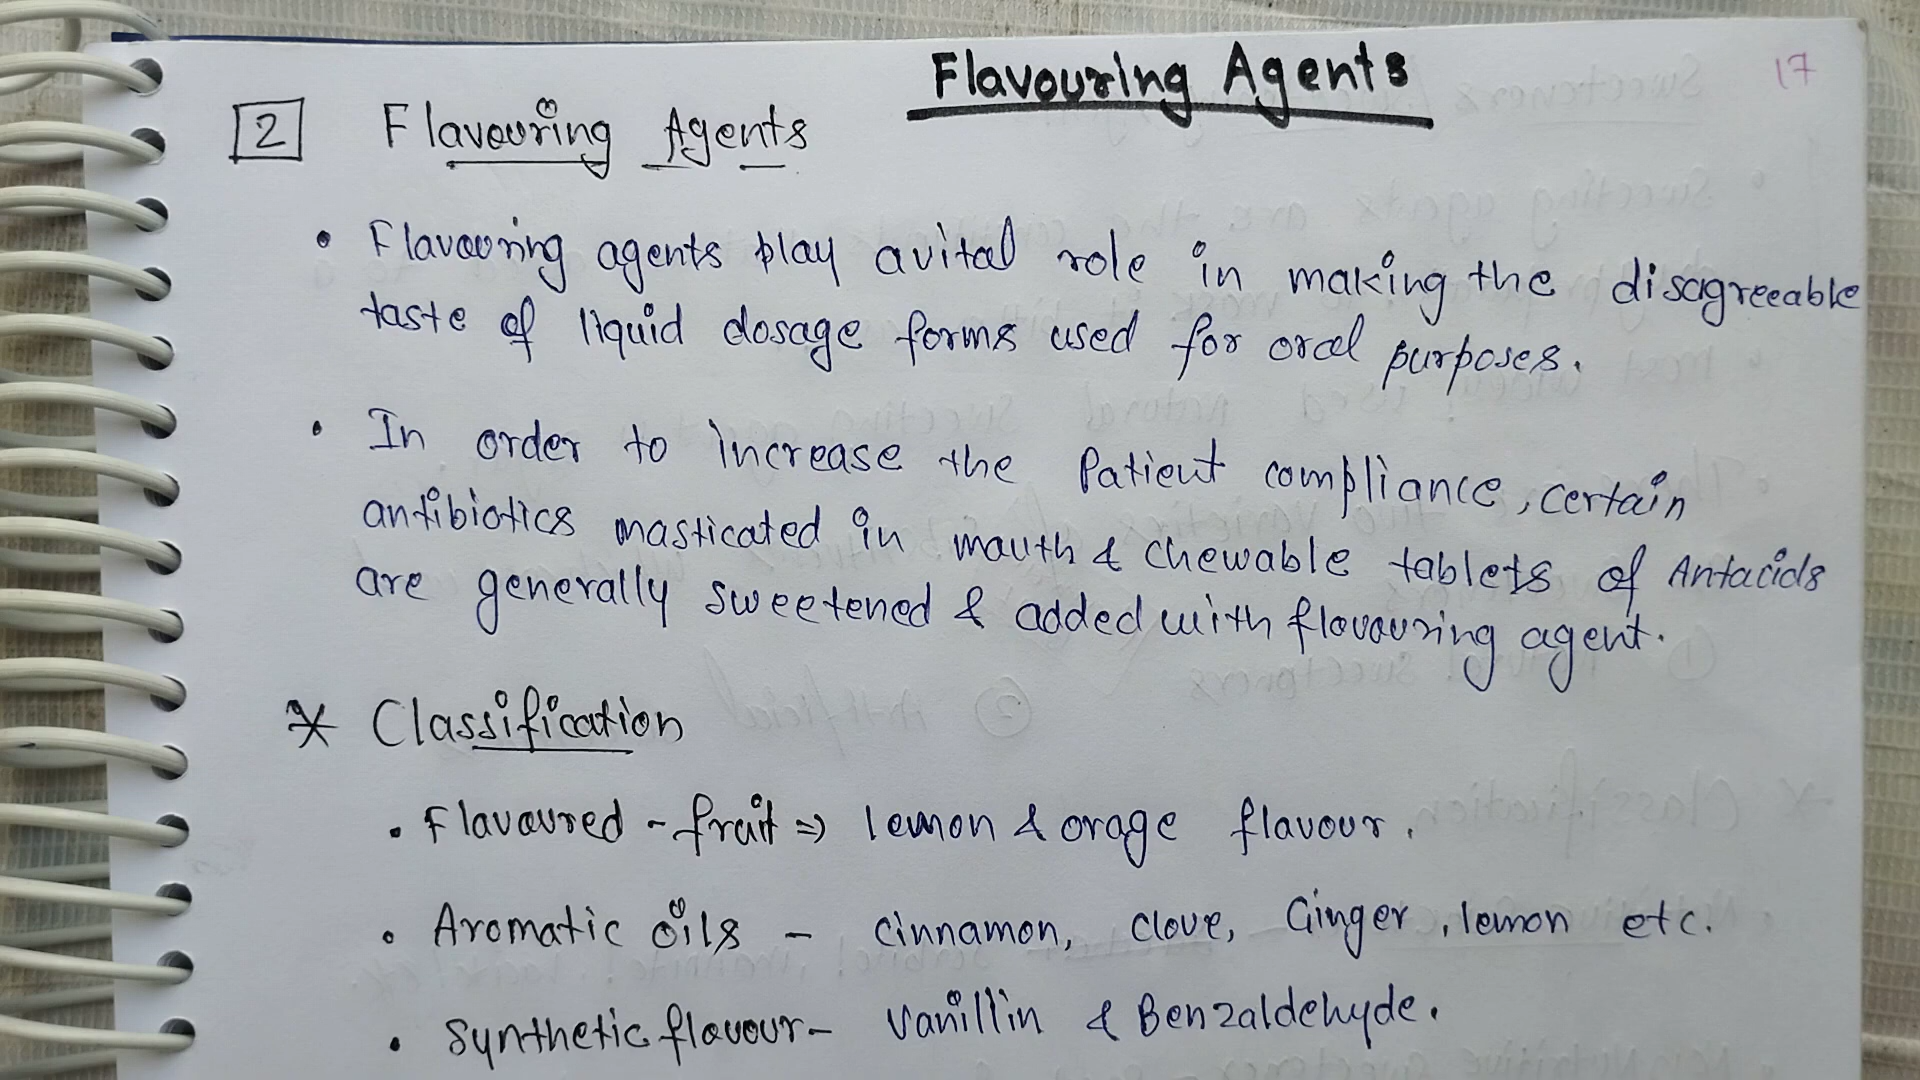 Flavouring Agents
17
2 Flavouring Agents
• Flavouring agents play a vital role in making the disagreeable
taste of liquid dosage forms used for oral purposes.
• In order to increase the Patient compliance, certain
antibiotics masticated in mouth & chewable tablets of Antacids
are generally sweetened & added with flavouring agent.
* Classification
• Flavoured - fruit ⇒ lemon & orage flavour.
• Aromatic oils - cinnamon, clove, Ginger, lemon etc.
• Synthetic flavour - Vanillin & Benzaldehyde.